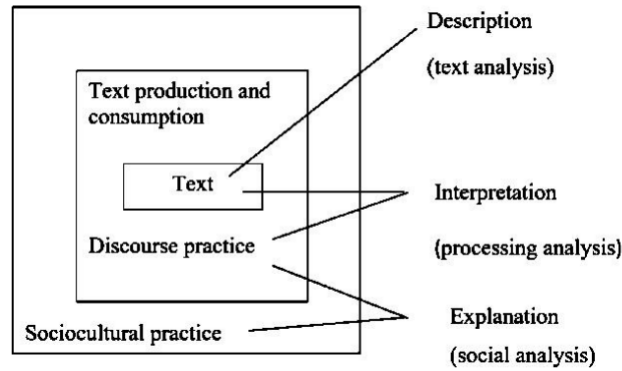 Description
(text analysis)
Text production and
consumption
Text
Interpretation
Discourse practice
(processing analysis)
Explanation
Sociocultural practice
(social analysis)